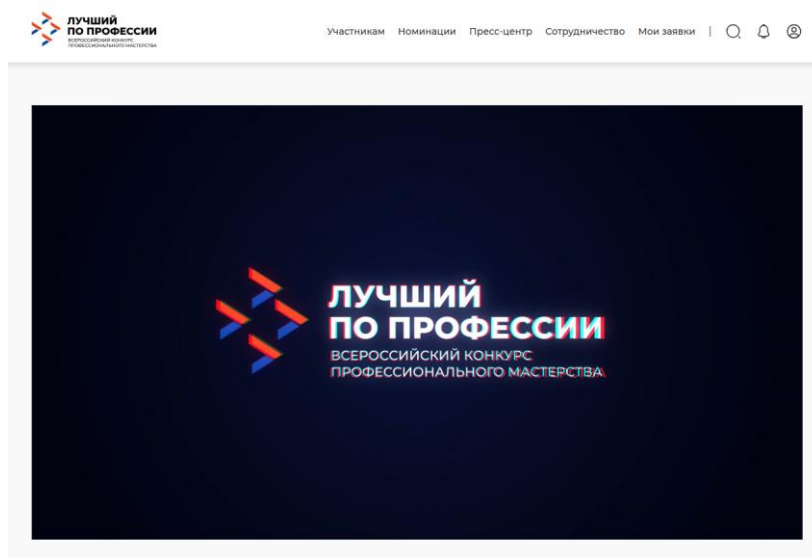 ЛУЧШИЙ
ПО ПРОФЕССИИ
ВСЕРОССИЙСКИЙ КОНКУРС
ПРОФЕССИОНАЛЬНОГО МАСТЕРСТВА
Участникам Номинации Пресс-центр Сотрудничество Мои заявки |
ЛУЧШИЙ
ПО ПРОФЕССИИ
ВСЕРОССИЙСКИЙ КОНКУРС
ПРОФЕССИОНАЛЬНОГО МАСТЕРСТВА